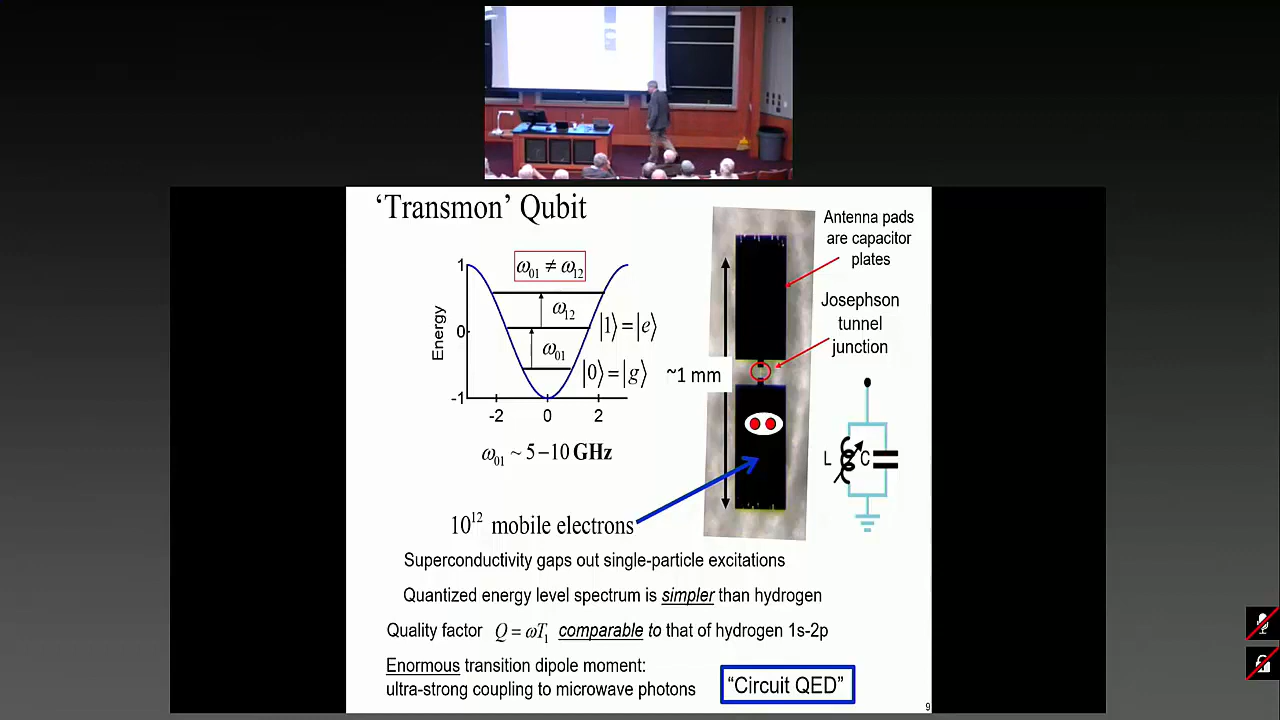 ‘Transmon’ Qubit
Antenna pads
are capacitor
plates
ω01 ≠ ω12
1
ω12
Josephson
tunnel
junction
Energy
0
|1⟩=|e⟩
ω01
|0⟩=|g⟩
~1 mm
-1
-2 0 2
ω01 ~ 5–10 GHz
L C
10^12 mobile electrons
Superconductivity gaps out single-particle excitations
Quantized energy level spectrum is simpler than hydrogen
Quality factor Q = ωT1 comparable to that of hydrogen 1s-2p
Enormous transition dipole moment:
ultra-strong coupling to microwave photons
“Circuit QED”
9